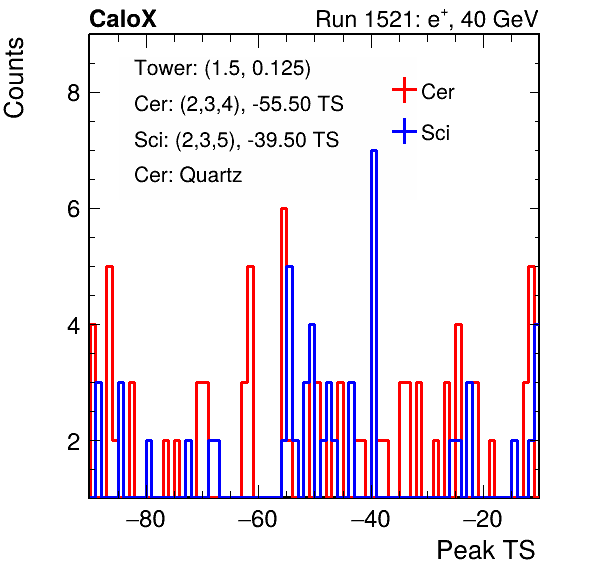 CaloX Run 1521: e⁺, 40 GeV
Counts
Tower: (1.5, 0.125)
Cer: (2,3,4), -55.50 TS
Sci: (2,3,5), -39.50 TS
Cer: Quartz
Cer
Sci
8
6
4
2
−80 −60 −40 −20
Peak TS